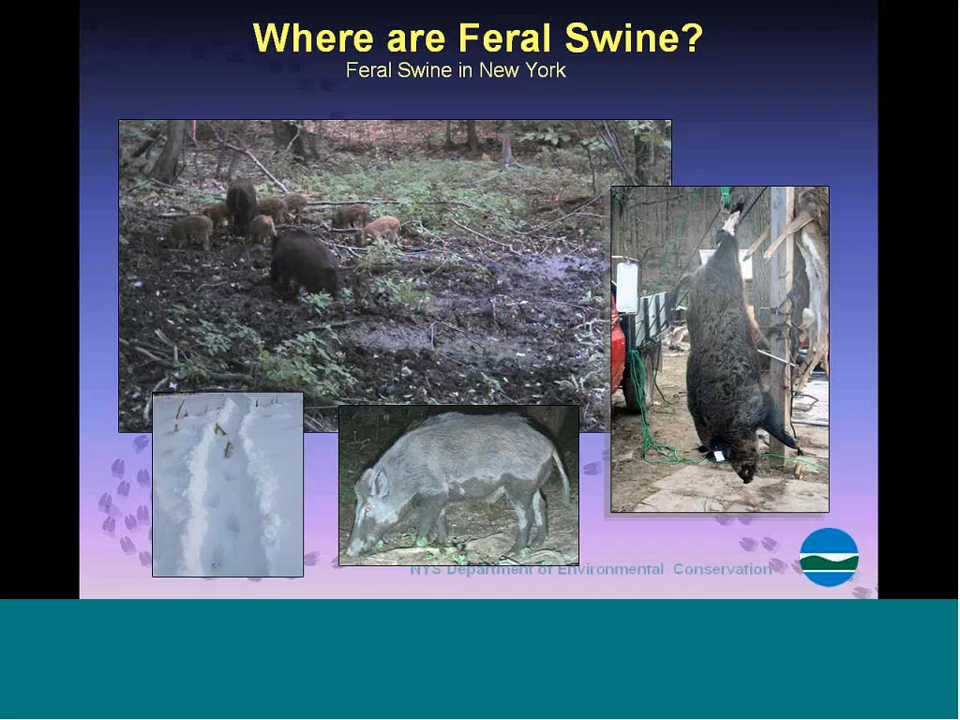 Where are Feral Swine?
Feral Swine in New York
NYS Department of Environmental Conservation